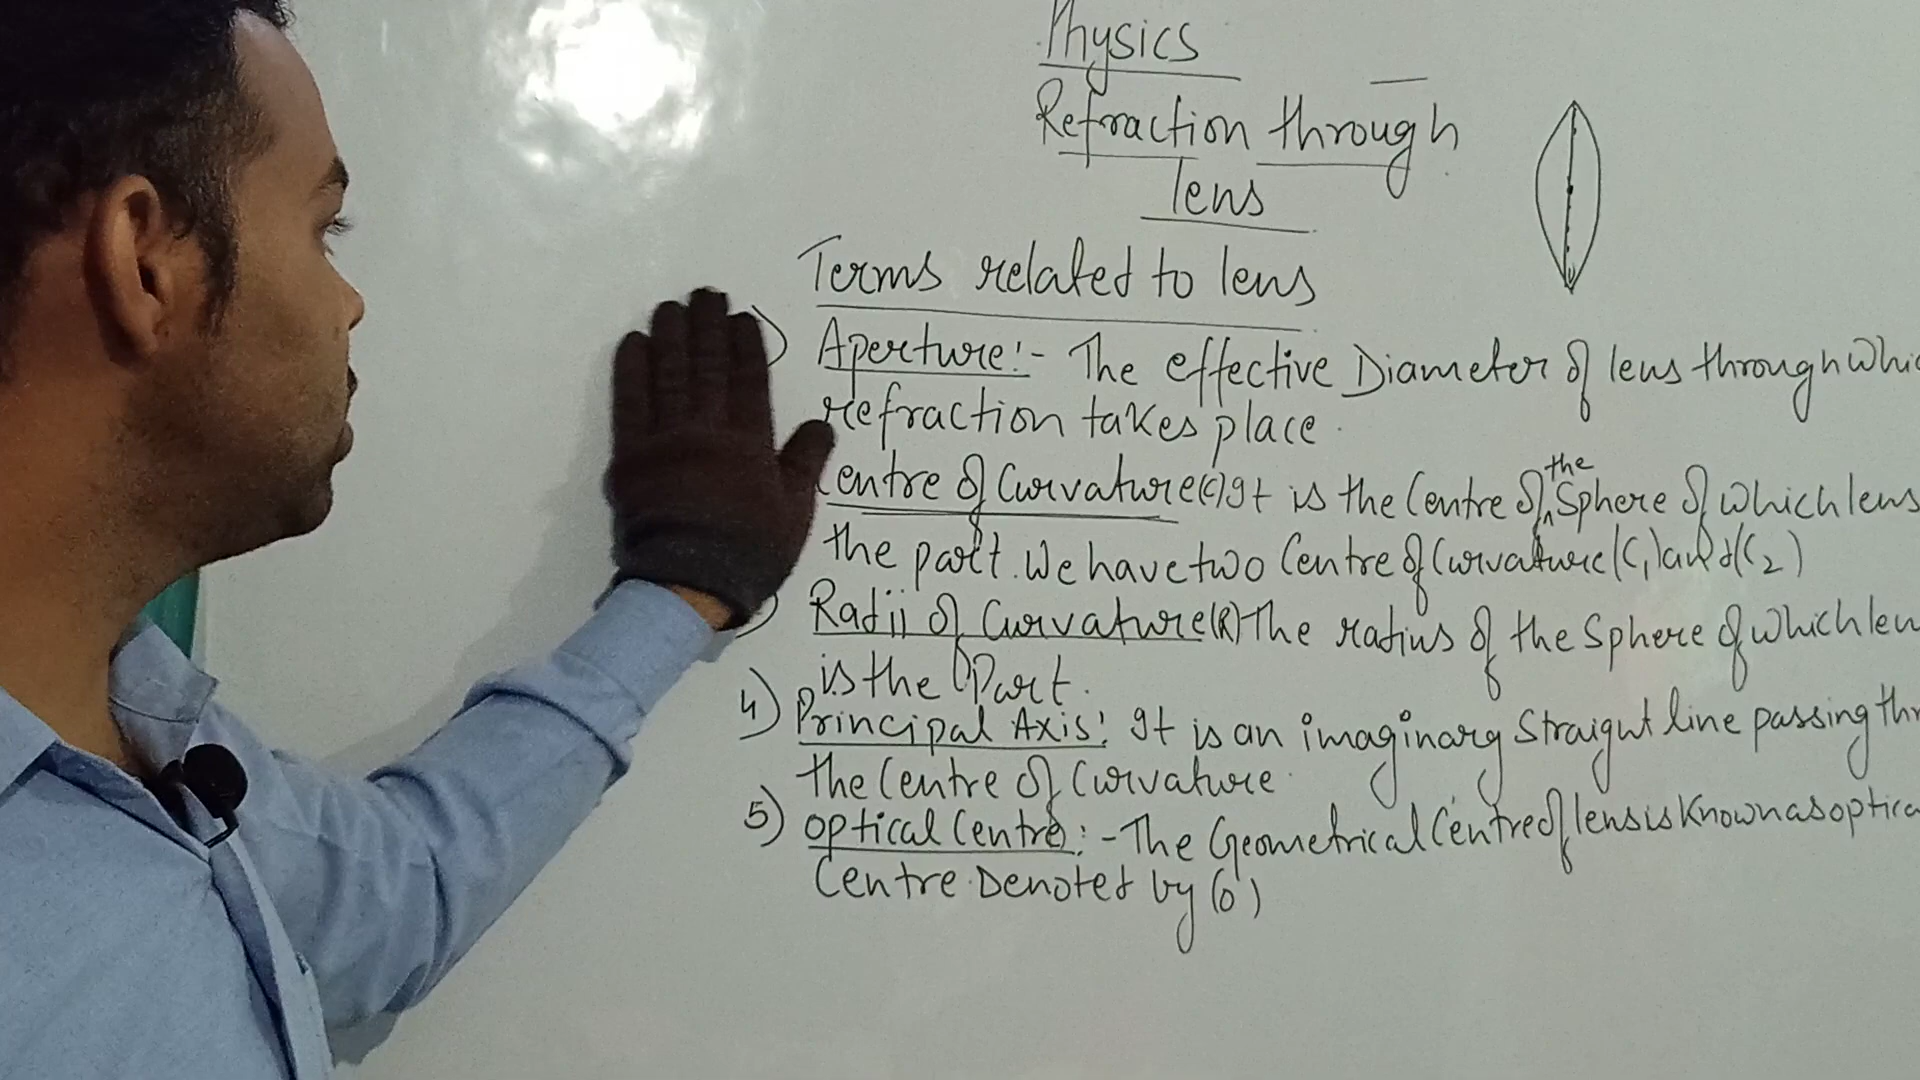 Physics
Refraction through
lens
Terms related to lens
) Aperture:- The effective Diameter of lens through whic
refraction takes place.
Centre of Curvature(C) It is the Centre of the Sphere of which lens
the part. We have two Centre of Curvature (C1) and (C2)
) Radii of Curvature(R) The radius of the Sphere of which len
is the Part.
4) Principal Axis: It is an imaginary Straight line passing thr
the Centre of Curvature.
5) Optical Centre:- The Geometrical Centre of lens is Known as optica
Centre Denoted by (O)